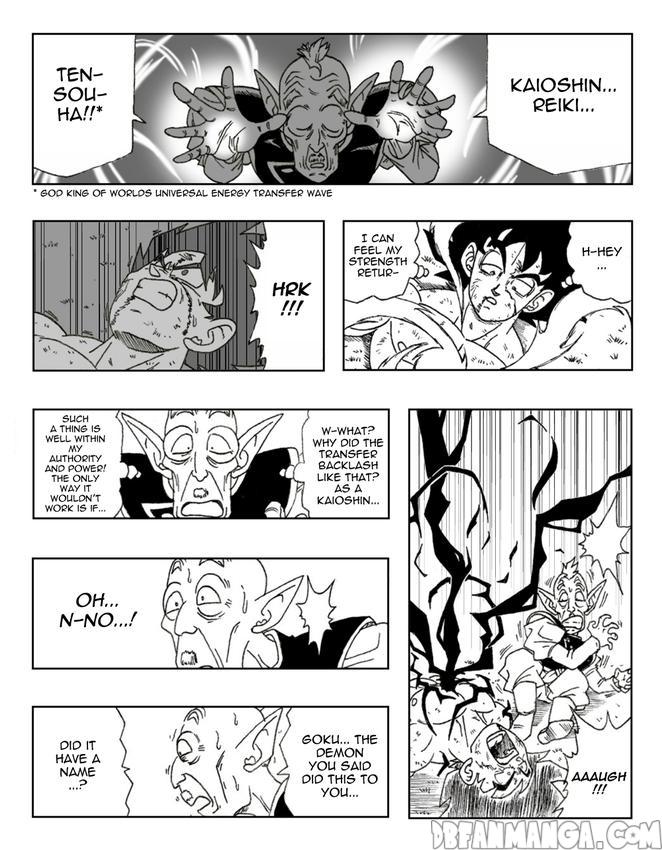 KAIOSHIN...
REIKI...
TEN-
SOU-
HA!!*
* GOD KING OF WORLDS UNIVERSAL ENERGY TRANSFER WAVE
H-HEY
...
I CAN
FEEL MY
STRENGTH
RETUR-
HRK
!!!
AAAUGH
!!!
W-WHAT?
WHY DID THE
TRANSFER
BACKLASH
LIKE THAT?
AS A
KAIOSHIN...
SUCH
A THING IS
WELL WITHIN
MY
AUTHORITY
AND POWER!
THE ONLY
WAY IT
WOULDN'T
WORK IS IF...
OH...
N-NO...!
GOKU... THE
DEMON
YOU SAID
DID THIS TO
YOU...
DID IT
HAVE A
NAME
...?
DBFANMANGA.COM